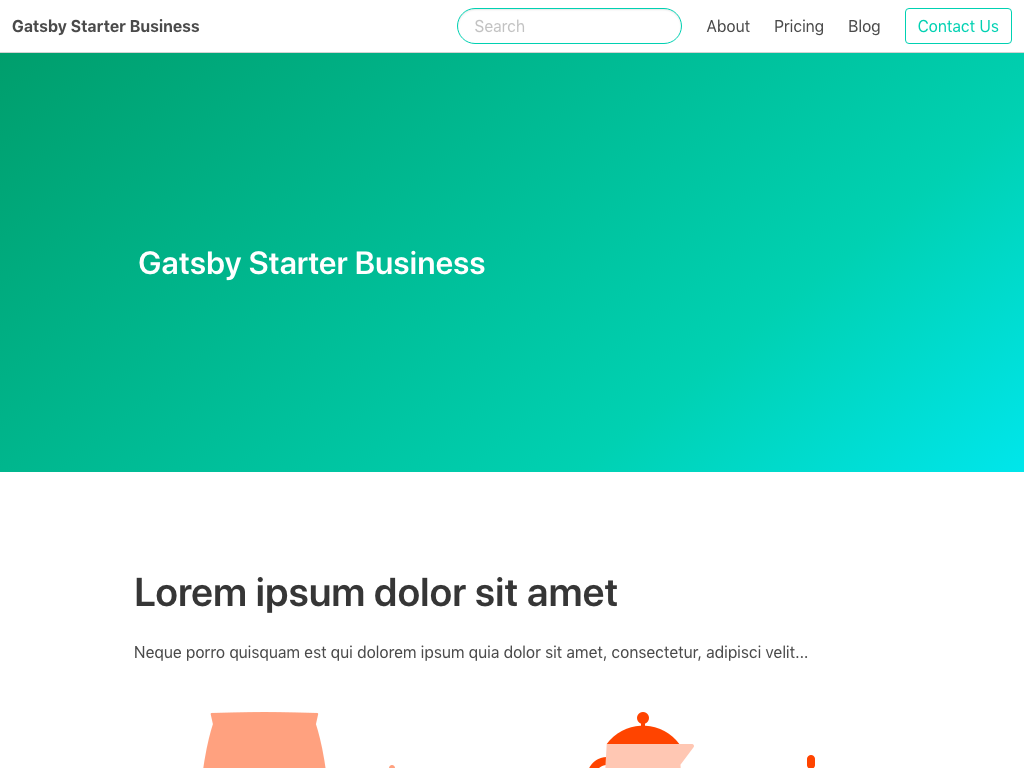 Gatsby Starter Business
Search
About
Pricing
Blog
Contact Us
Gatsby Starter Business
Lorem ipsum dolor sit amet
Neque porro quisquam est qui dolorem ipsum quia dolor sit amet, consectetur, adipisci velit...